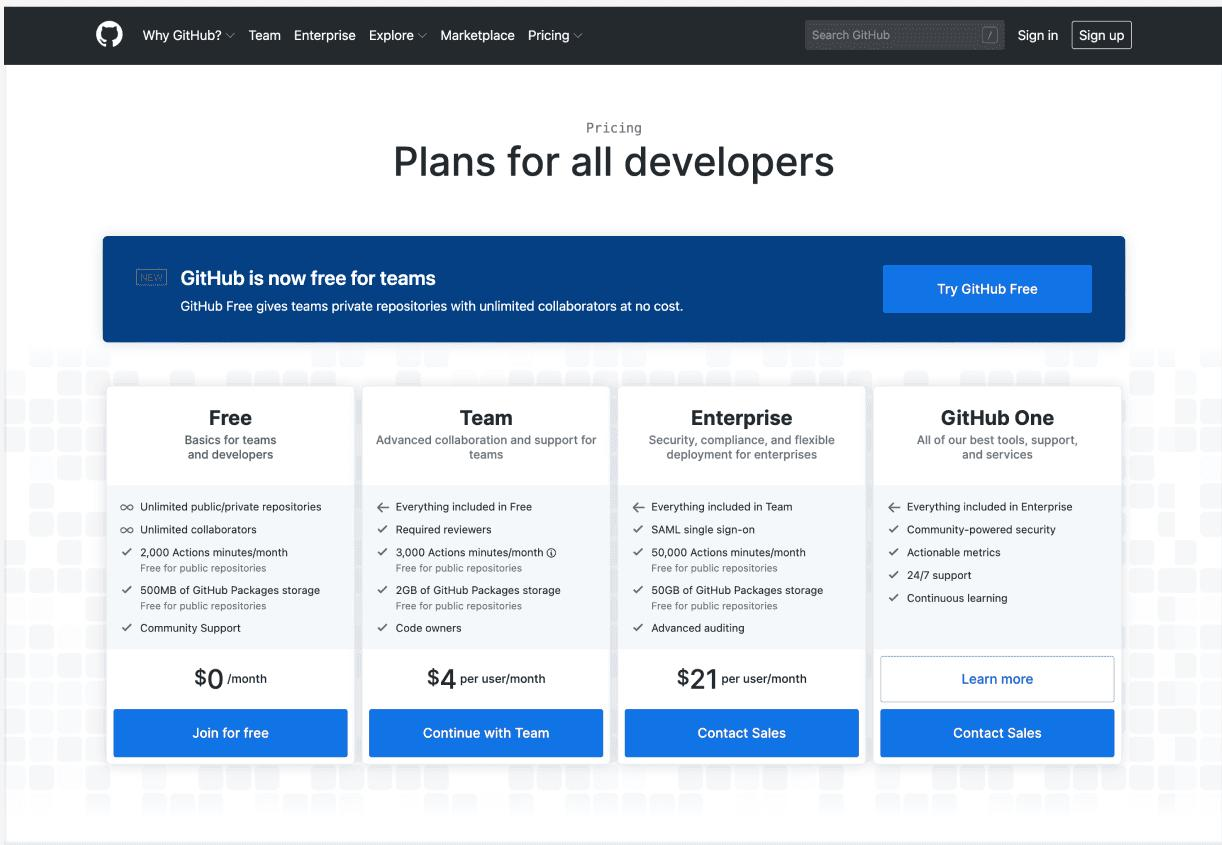 Why GitHub? Team Enterprise Explore Marketplace Pricing Search GitHub / Sign in Sign up
Pricing
Plans for all developers
NEW GitHub is now free for teams
GitHub Free gives teams private repositories with unlimited collaborators at no cost.
Try GitHub Free
Free
Basics for teams
and developers
Unlimited public/private repositories
Unlimited collaborators
2,000 Actions minutes/month
Free for public repositories
500MB of GitHub Packages storage
Free for public repositories
Community Support
$0 /month
Join for free
Team
Advanced collaboration and support for
teams
Everything included in Free
Required reviewers
3,000 Actions minutes/month
Free for public repositories
2GB of GitHub Packages storage
Free for public repositories
Code owners
$4 per user/month
Continue with Team
Enterprise
Security, compliance, and flexible
deployment for enterprises
Everything included in Team
SAML single sign-on
50,000 Actions minutes/month
Free for public repositories
50GB of GitHub Packages storage
Free for public repositories
Advanced auditing
$21 per user/month
Contact Sales
GitHub One
All of our best tools, support,
and services
Everything included in Enterprise
Community-powered security
Actionable metrics
24/7 support
Continuous learning
Learn more
Contact Sales